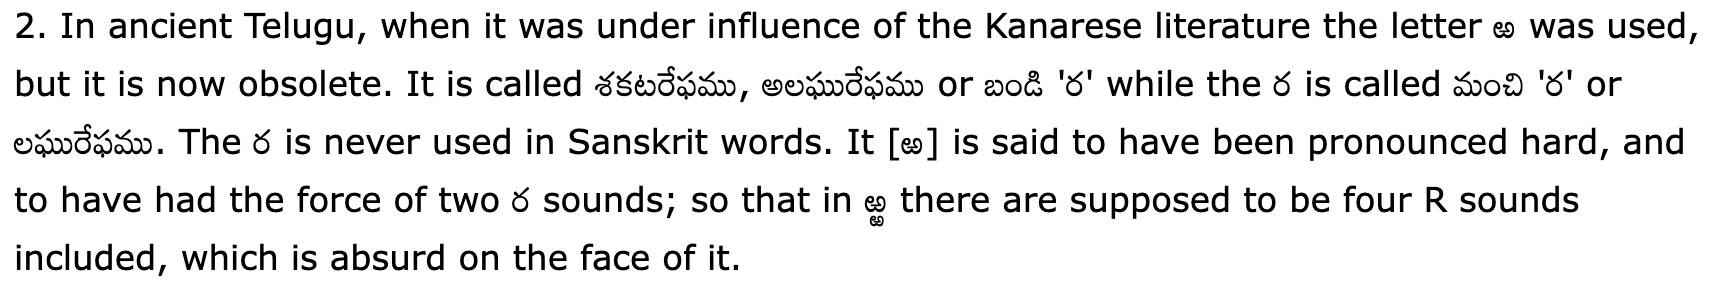 2. In ancient Telugu, when it was under influence of the Kanarese literature the letter ఱ was used,
but it is now obsolete. It is called శకటరేఫము, అలఘురేఫము or బండి 'ర' while the ర is called మంచి 'ర' or
లఘురేఫము. The ర is never used in Sanskrit words. It [ఱ] is said to have been pronounced hard, and
to have had the force of two ర sounds; so that in ఱ్ఱ there are supposed to be four R sounds
included, which is absurd on the face of it.